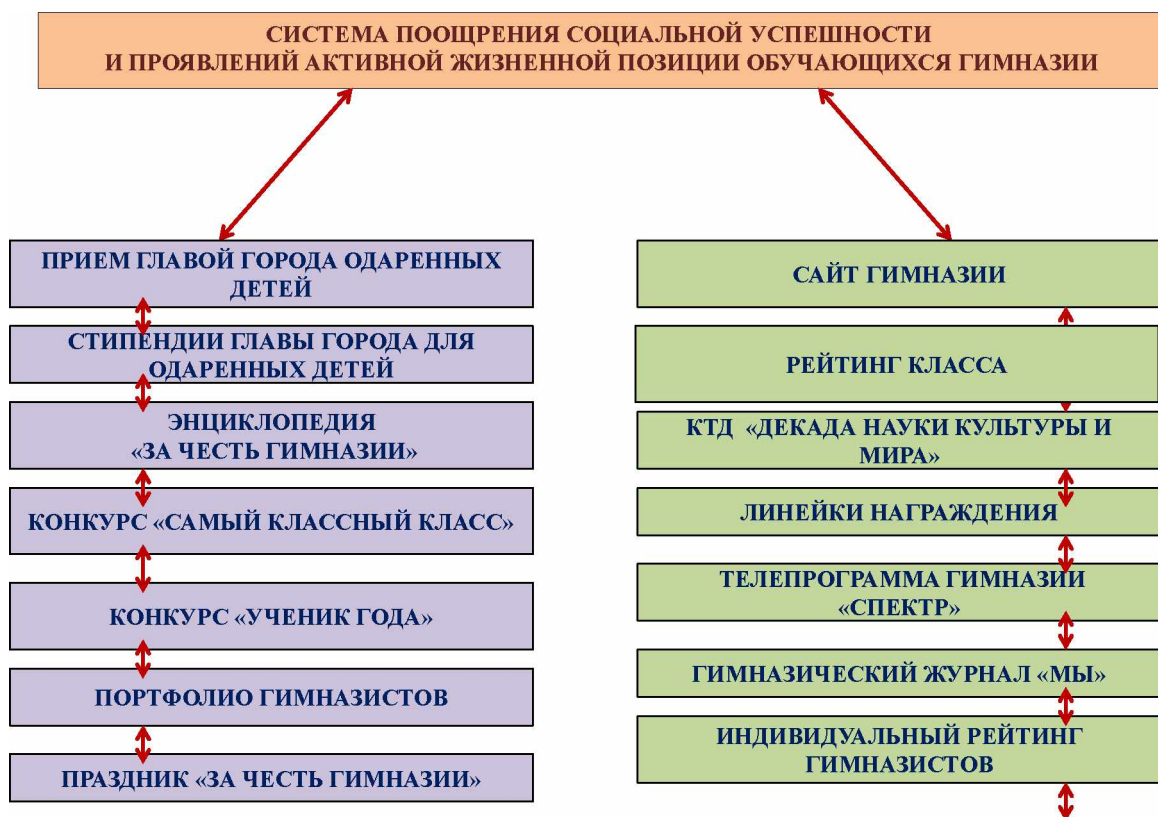 СИСТЕМА ПООЩРЕНИЯ СОЦИАЛЬНОЙ УСПЕШНОСТИ
И ПРОЯВЛЕНИЙ АКТИВНОЙ ЖИЗНЕННОЙ ПОЗИЦИИ ОБУЧАЮЩИХСЯ ГИМНАЗИИ
ПРИЕМ ГЛАВОЙ ГОРОДА ОДАРЕННЫХ
ДЕТЕЙ
СТИПЕНДИИ ГЛАВЫ ГОРОДА ДЛЯ
ОДАРЕННЫХ ДЕТЕЙ
ЭНЦИКЛОПЕДИЯ
«ЗА ЧЕСТЬ ГИМНАЗИИ»
КОНКУРС «САМЫЙ КЛАССНЫЙ КЛАСС»
КОНКУРС «УЧЕНИК ГОДА»
ПОРТФОЛИО ГИМНАЗИСТОВ
ПРАЗДНИК «ЗА ЧЕСТЬ ГИМНАЗИИ»
САЙТ ГИМНАЗИИ
РЕЙТИНГ КЛАССА
КТД «ДЕКАДА НАУКИ КУЛЬТУРЫ И
МИРА»
ЛИНЕЙКИ НАГРАЖДЕНИЯ
ТЕЛЕПРОГРАММА ГИМНАЗИИ
«СПЕКТР»
ГИМНАЗИЧЕСКИЙ ЖУРНАЛ «МЫ»
ИНДИВИДУАЛЬНЫЙ РЕЙТИНГ
ГИМНАЗИСТОВ